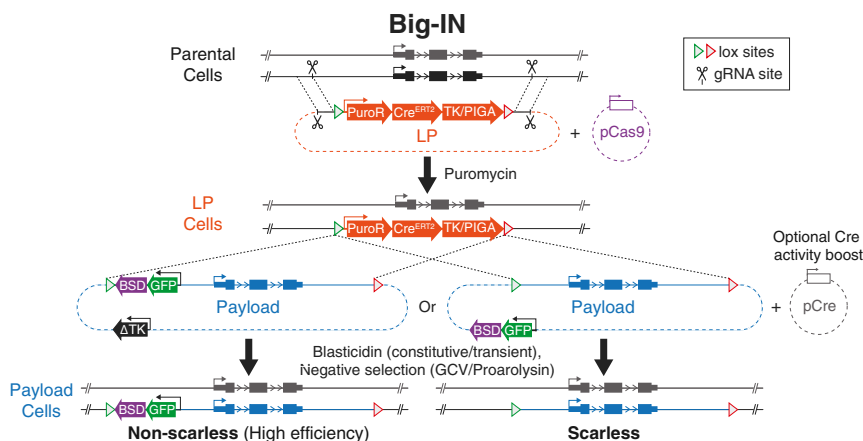 Big-IN
Parental
Cells
lox sites
gRNA site
PuroR
Cre^ERT2
TK/PIGA
LP
+
pCas9
Puromycin
LP
Cells
PuroR
Cre^ERT2
TK/PIGA
Optional Cre
activity boost
BSD
GFP
Payload
ΔTK
Or
Payload
BSD
GFP
+
pCre
Blasticidin (constitutive/transient),
Negative selection (GCV/Proarolysin)
Payload
Cells
BSD
GFP
Non-scarless (High efficiency)
Scarless